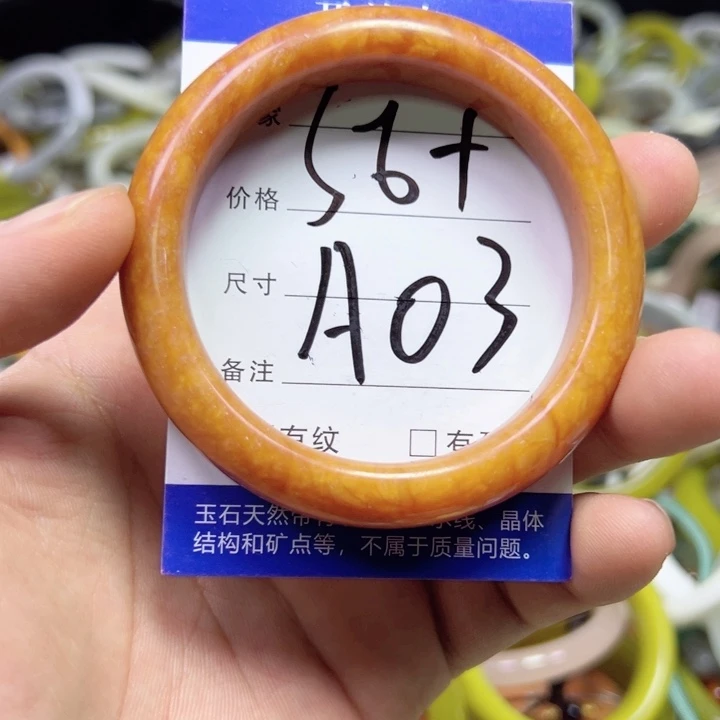 家
56+
价格
A03
尺寸
备注
有纹 □ 有
玉石天然带有 水线、晶体
结构和矿点等，不属于质量问题。